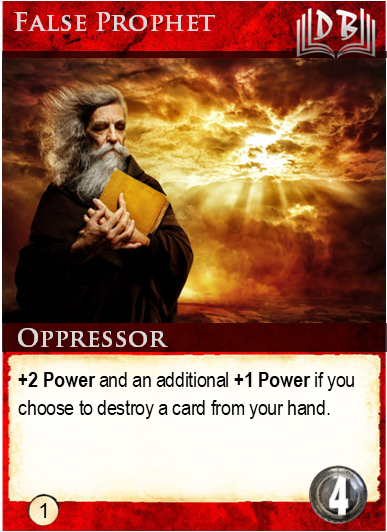 FALSE PROPHET
DB
OPPRESSOR
+2 Power and an additional +1 Power if you
choose to destroy a card from your hand.
1
4